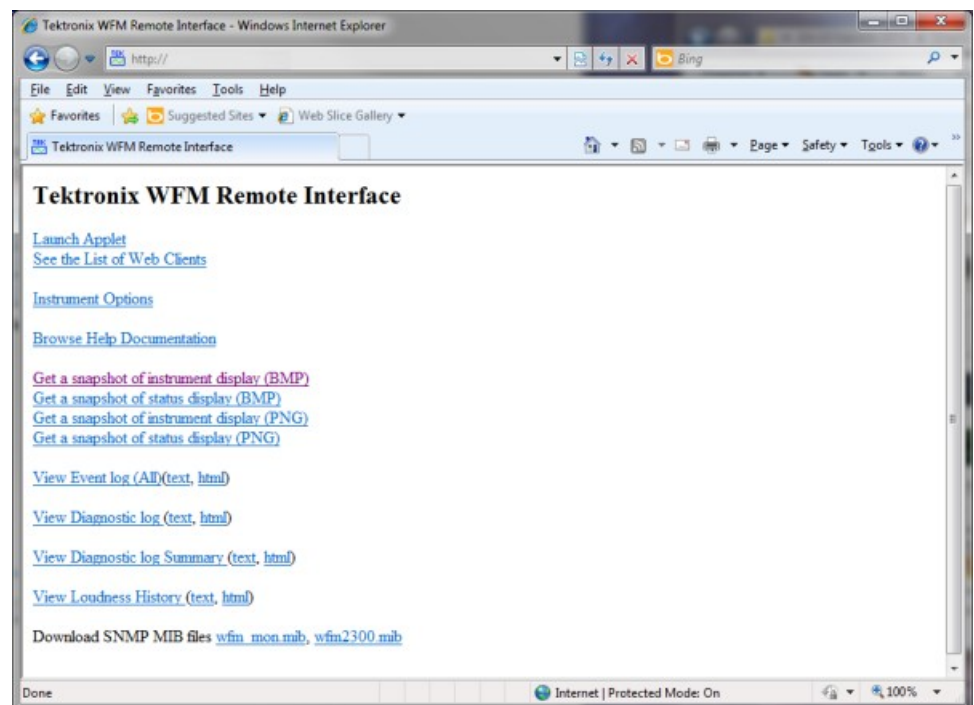 Tektronix WFM Remote Interface - Windows Internet Explorer
http://
Bing
File Edit View Favorites Tools Help
Favorites Suggested Sites Web Slice Gallery
Tektronix WFM Remote Interface Page Safety Tools
Tektronix WFM Remote Interface
Launch Applet
See the List of Web Clients
Instrument Options
Browse Help Documentation
Get a snapshot of instrument display (BMP)
Get a snapshot of status display (BMP)
Get a snapshot of instrument display (PNG)
Get a snapshot of status display (PNG)
View Event log (All)(text, html)
View Diagnostic log (text, html)
View Diagnostic log Summary (text, html)
View Loudness History (text, html)
Download SNMP MIB files wfm_mon.mib, wfm2300.mib
Done Internet | Protected Mode: On 100%